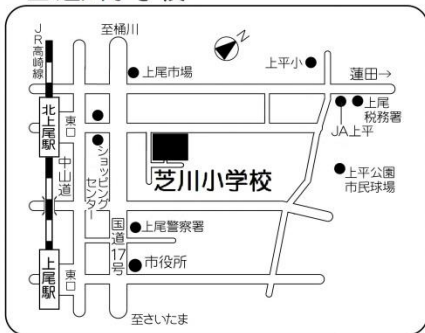 JR高崎線
至桶川
N
上尾市場
上平小
蓮田→
北上尾駅
東口
上尾
税務署
JA上平
中山道
ショッピング
センター
芝川小学校
上平公園
市民球場
国道17号
上尾警察署
上尾駅
東口
市役所
至さいたま